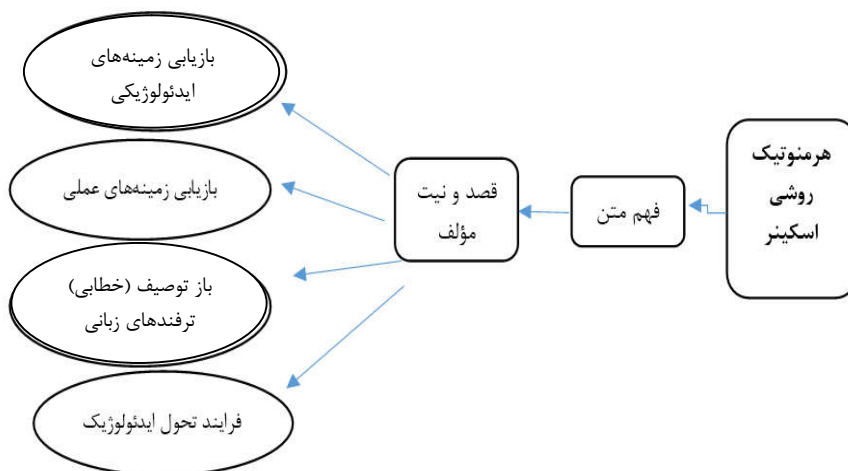 هرمنوتیک
روشی
اسکینر
فهم متن
قصد و نیت
مؤلف
بازیابی زمینه‌های
ایدئولوژیکی
بازیابی زمینه‌های عملی
باز توصیف (خطابی)
ترفندهای زبانی
فرایند تحول ایدئولوژیک